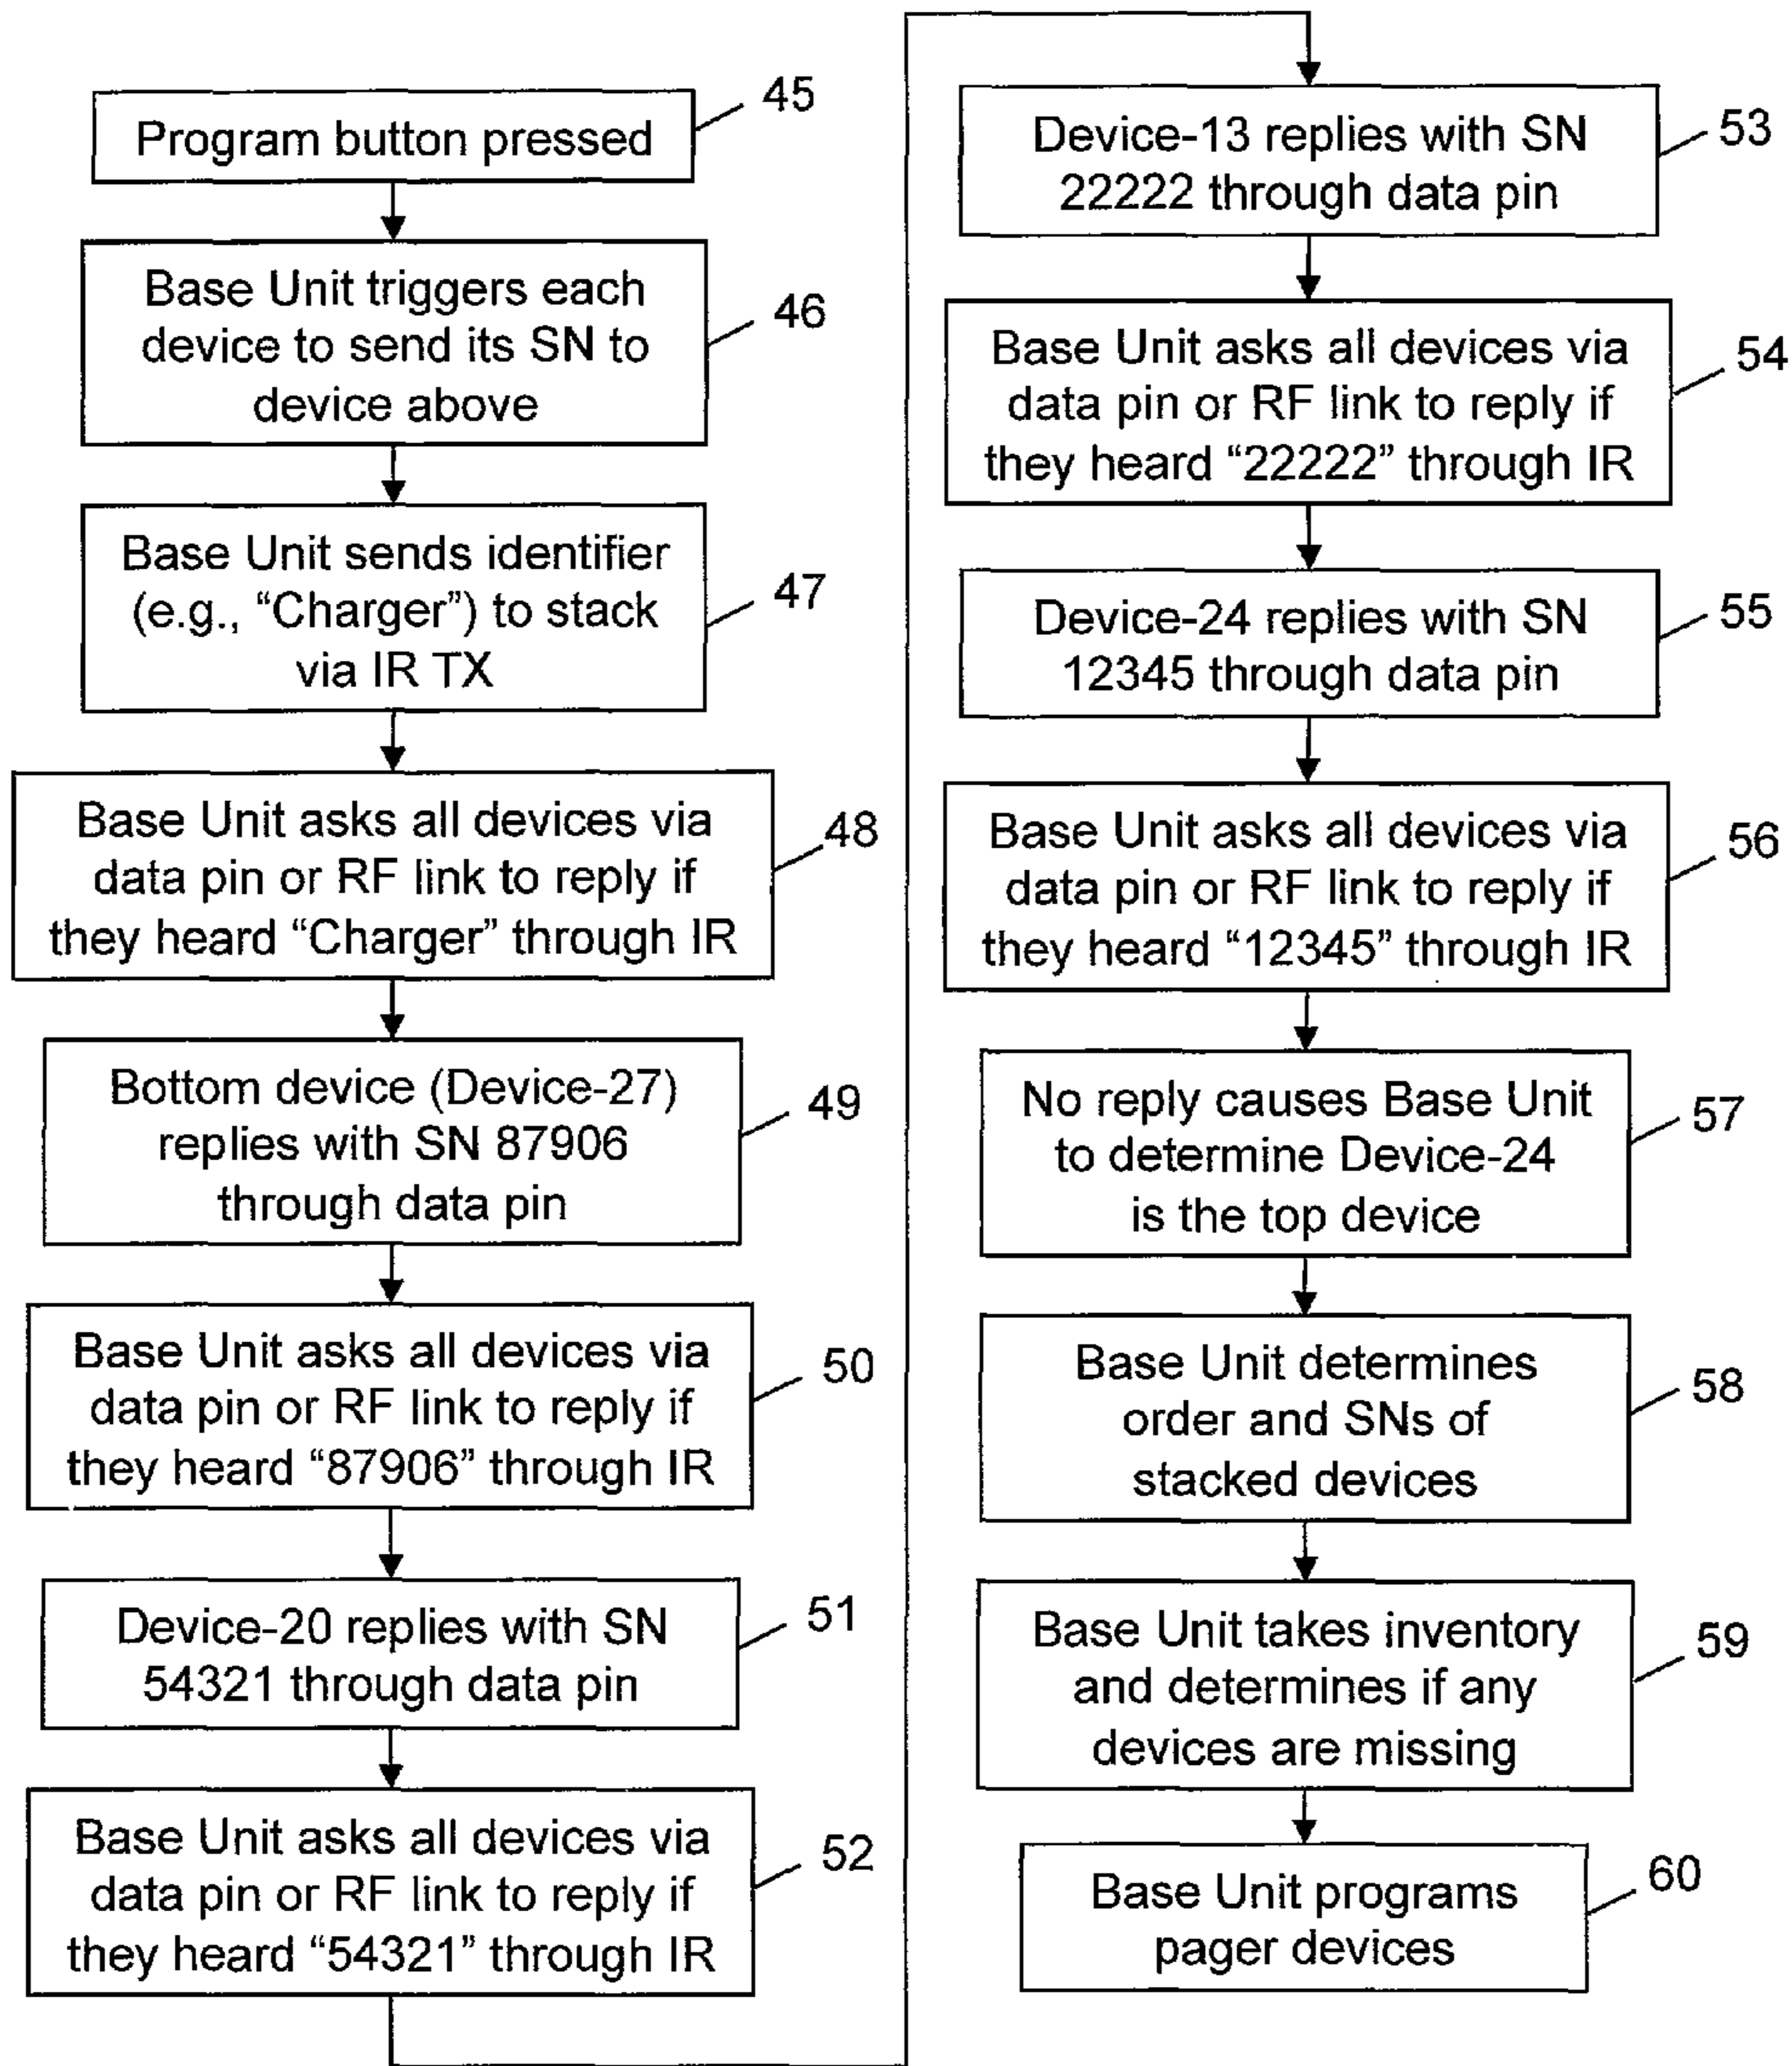 Program button pressed
45
Base Unit triggers each
device to send its SN to
device above
46
Base Unit sends identifier
(e.g., “Charger”) to stack
via IR TX
47
Base Unit asks all devices via
data pin or RF link to reply if
they heard “Charger” through IR
48
Bottom device (Device-27)
replies with SN 87906
through data pin
49
Base Unit asks all devices via
data pin or RF link to reply if
they heard “87906” through IR
50
Device-20 replies with SN
54321 through data pin
51
Base Unit asks all devices via
data pin or RF link to reply if
they heard “54321” through IR
52
Device-13 replies with SN
22222 through data pin
53
Base Unit asks all devices via
data pin or RF link to reply if
they heard “22222” through IR
54
Device-24 replies with SN
12345 through data pin
55
Base Unit asks all devices via
data pin or RF link to reply if
they heard “12345” through IR
56
No reply causes Base Unit
to determine Device-24
is the top device
57
Base Unit determines
order and SNs of
stacked devices
58
Base Unit takes inventory
and determines if any
devices are missing
59
Base Unit programs
pager devices
60